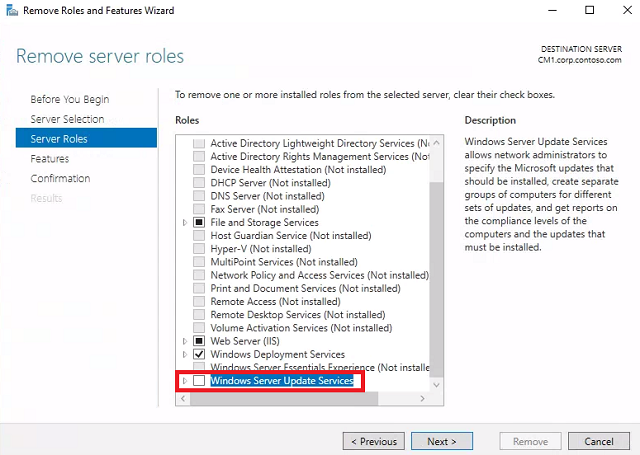 Remove Roles and Features Wizard
Remove server roles
DESTINATION SERVER
CM1.corp.contoso.com
Before You Begin
Server Selection
Server Roles
Features
Confirmation
Results
To remove one or more installed roles from the selected server, clear their check boxes.
Roles
Active Directory Lightweight Directory Services (No
Active Directory Rights Management Services (Not
Device Health Attestation (Not installed)
DHCP Server (Not installed)
DNS Server (Not installed)
Fax Server (Not installed)
File and Storage Services
Host Guardian Service (Not installed)
Hyper-V (Not installed)
MultiPoint Services (Not installed)
Network Policy and Access Services (Not installed)
Print and Document Services (Not installed)
Remote Access (Not installed)
Remote Desktop Services (Not installed)
Volume Activation Services (Not installed)
Web Server (IIS)
Windows Deployment Services
Windows Server Essentials Experience (Not installe
Windows Server Update Services
Description
Windows Server Update Services
allows network administrators to
specify the Microsoft updates that
should be installed, create separate
groups of computers for different
sets of updates, and get reports on
the compliance levels of the
computers and the updates that
must be installed.
< Previous
Next >
Remove
Cancel